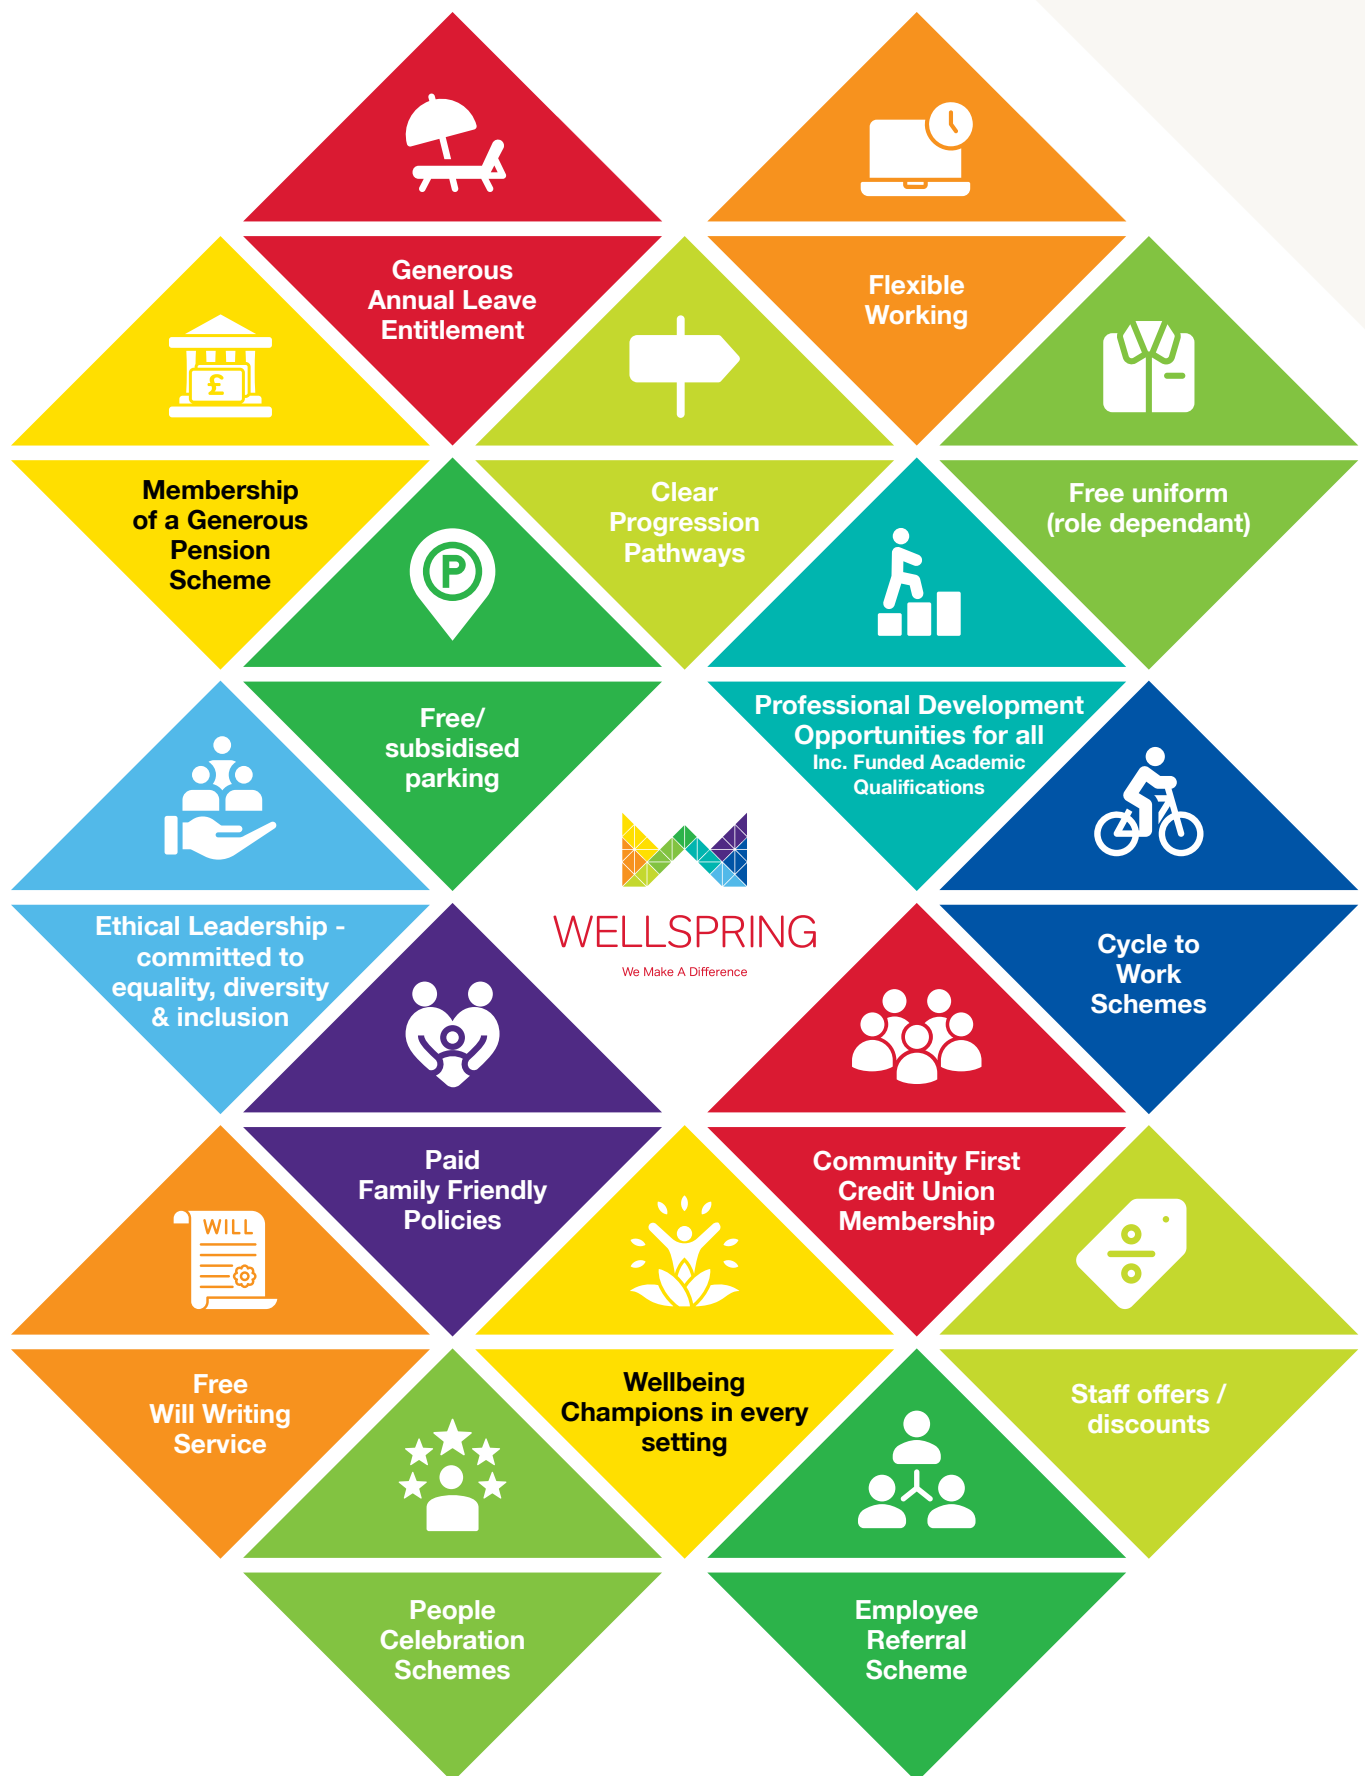 Generous
Annual Leave
Entitlement
Flexible
Working
£
Membership
of a Generous
Pension
Scheme
Clear
Progression
Pathways
Free uniform
(role dependant)
P
Free/
subsidised
parking
Professional Development
Opportunities for all
Inc. Funded Academic
Qualifications
WELLSPRING
We Make A Difference
Ethical Leadership -
committed to
equality, diversity
& inclusion
Cycle to
Work
Schemes
Paid
Family Friendly
Policies
Community First
Credit Union
Membership
WILL
Free
Will Writing
Service
Wellbeing
Champions in every
setting
Staff offers /
discounts
People
Celebration
Schemes
Employee
Referral
Scheme